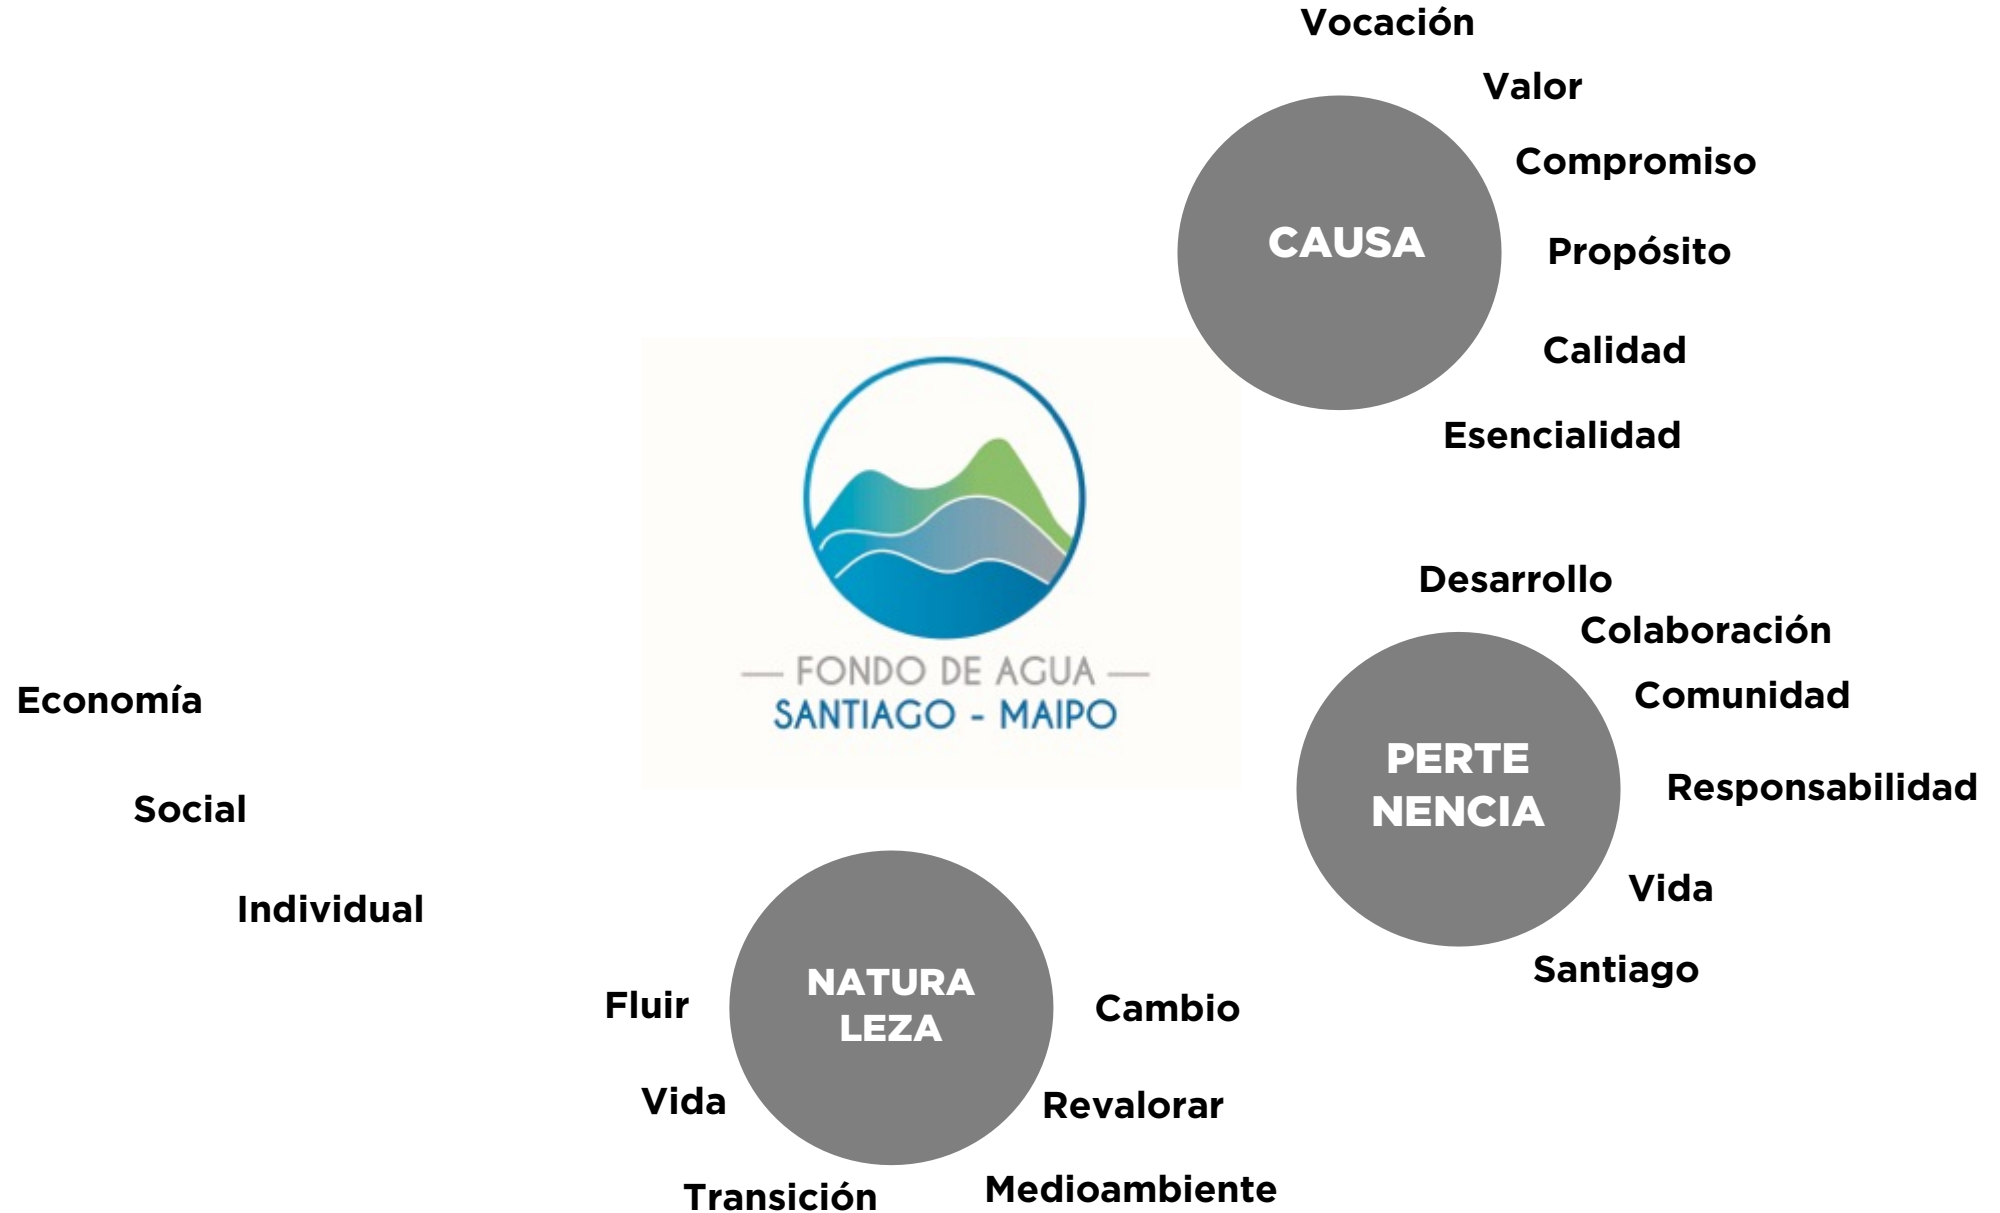 Vocación
Valor
Compromiso
CAUSA
Propósito
Calidad
Esencialidad
— FONDO DE AGUA —
SANTIAGO - MAIPO
Desarrollo
Colaboración
Comunidad
PERTE
NENCIA
Responsabilidad
Vida
Santiago
Economía
Social
Individual
NATURA
LEZA
Fluir
Cambio
Vida
Revalorar
Transición
Medioambiente